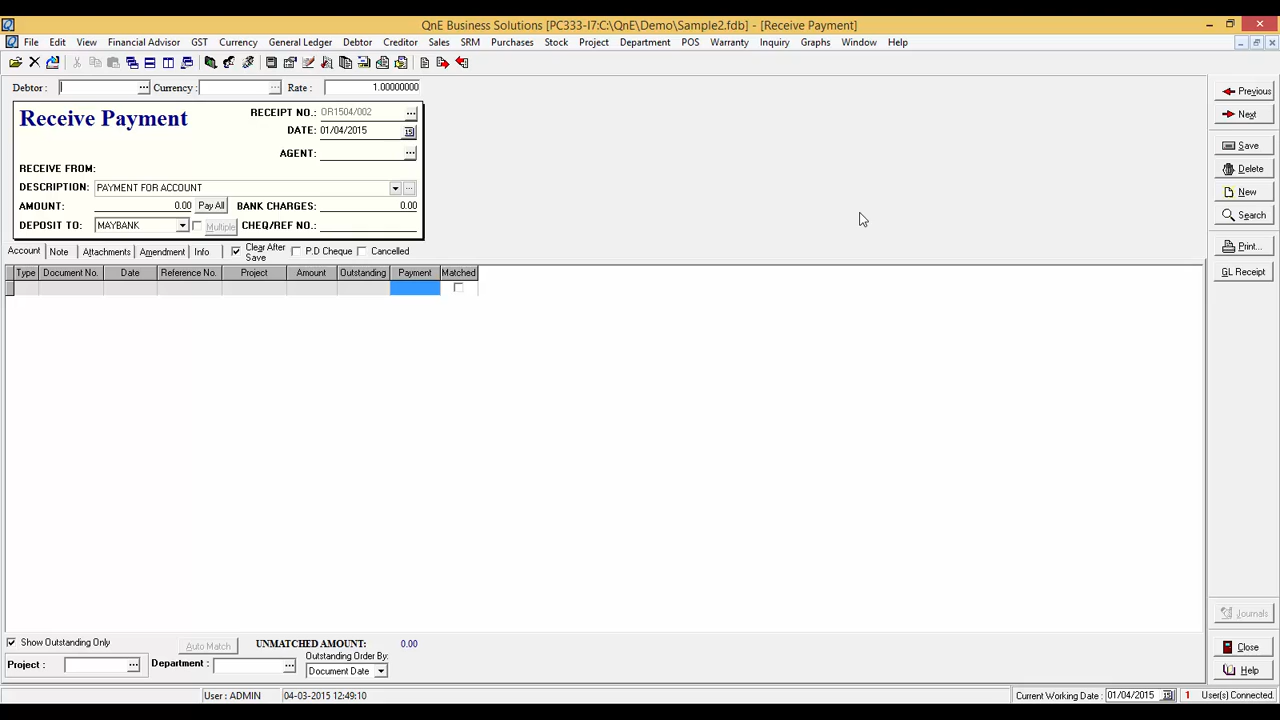 QnE Business Solutions [PC333-I7:C:\QnE\Demo\Sample2.fdb] - [Receive Payment]
File Edit View Financial Advisor GST Currency General Ledger Debtor Creditor Sales SRM Purchases Stock Project Department POS Warranty Inquiry Graphs Window Help
Debtor : Currency : Rate : 1.00000000
Receive Payment
RECEIPT NO.: OR1504/002
DATE: 01/04/2015
AGENT:
RECEIVE FROM:
DESCRIPTION: PAYMENT FOR ACCOUNT
AMOUNT: 0.00 Pay All BANK CHARGES: 0.00
DEPOSIT TO: MAYBANK Multiple CHEQ/REF NO.:
Account Note Attachments Amendment Info Clear After Save P.D Cheque Cancelled
Type Document No. Date Reference No. Project Amount Outstanding Payment Matched
Previous
Next
Save
Delete
New
Search
Print...
GL Receipt
Journals
Close
Help
Show Outstanding Only Auto Match UNMATCHED AMOUNT: 0.00
Project : Department : Outstanding Order By:
Document Date
User : ADMIN 04-03-2015 12:49:10 Current Working Date : 01/04/2015 1 User(s) Connected.